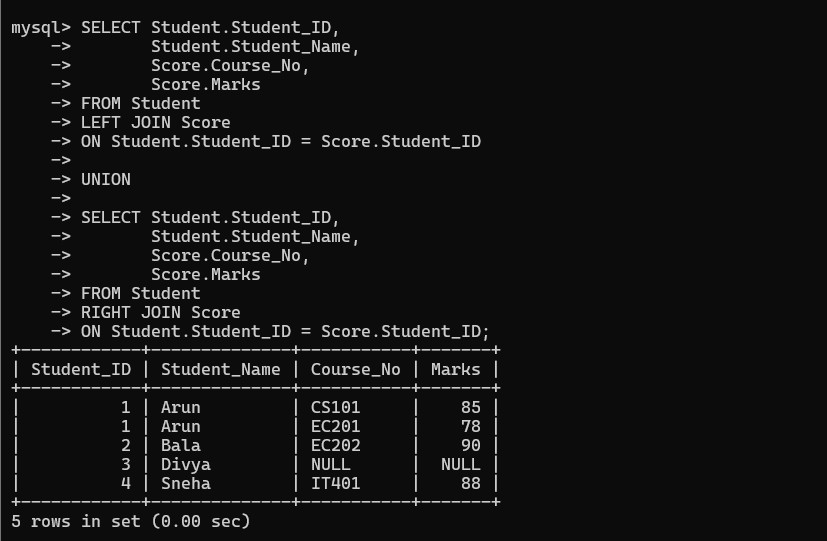 mysql> SELECT Student.Student_ID,
    ->        Student.Student_Name,
    ->        Score.Course_No,
    ->        Score.Marks
    -> FROM Student
    -> LEFT JOIN Score
    -> ON Student.Student_ID = Score.Student_ID
    ->
    -> UNION
    ->
    -> SELECT Student.Student_ID,
    ->        Student.Student_Name,
    ->        Score.Course_No,
    ->        Score.Marks
    -> FROM Student
    -> RIGHT JOIN Score
    -> ON Student.Student_ID = Score.Student_ID;
+------------+--------------+-----------+-------+
| Student_ID | Student_Name | Course_No | Marks |
+------------+--------------+-----------+-------+
|          1 | Arun         | CS101     |    85 |
|          1 | Arun         | EC201     |    78 |
|          2 | Bala         | EC202     |    90 |
|          3 | Divya        | NULL      |  NULL |
|          4 | Sneha        | IT401     |    88 |
+------------+--------------+-----------+-------+
5 rows in set (0.00 sec)